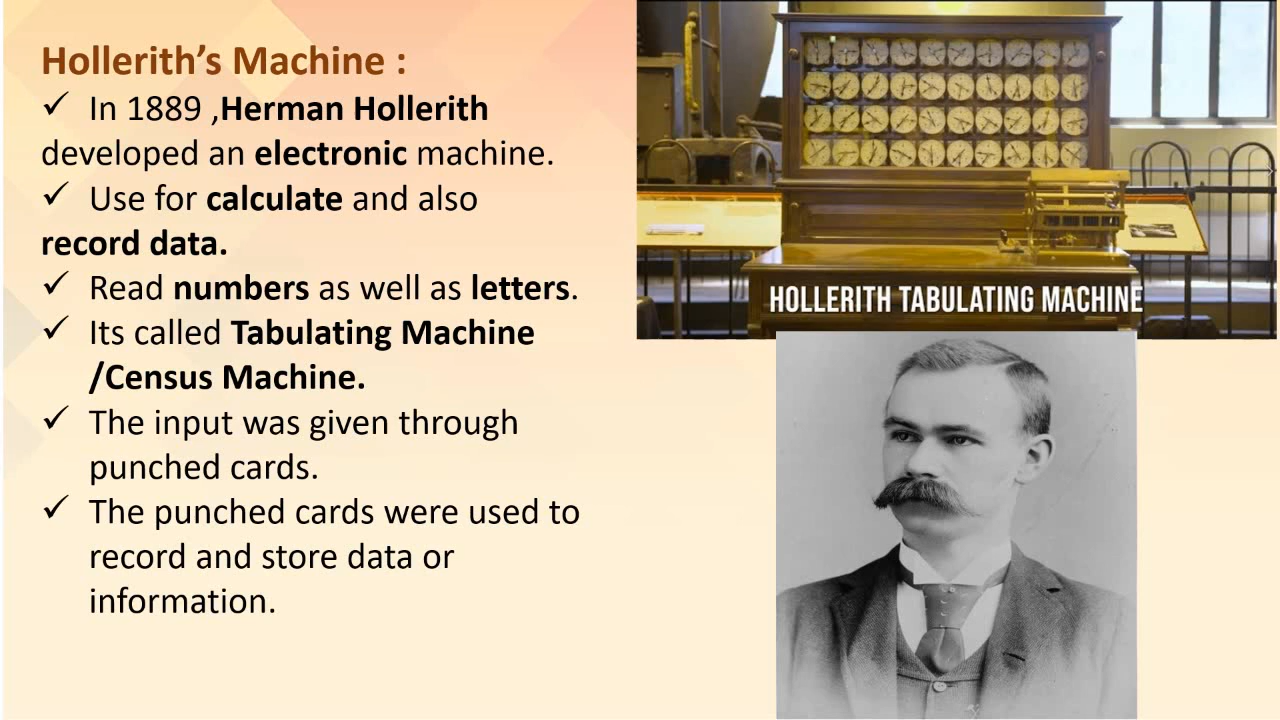 Hollerith’s Machine :
✓ In 1889 ,Herman Hollerith
developed an electronic machine.
✓ Use for calculate and also
record data.
✓ Read numbers as well as letters.
✓ Its called Tabulating Machine
/Census Machine.
✓ The input was given through
punched cards.
✓ The punched cards were used to
record and store data or
information.
HOLLERITH TABULATING MACHINE